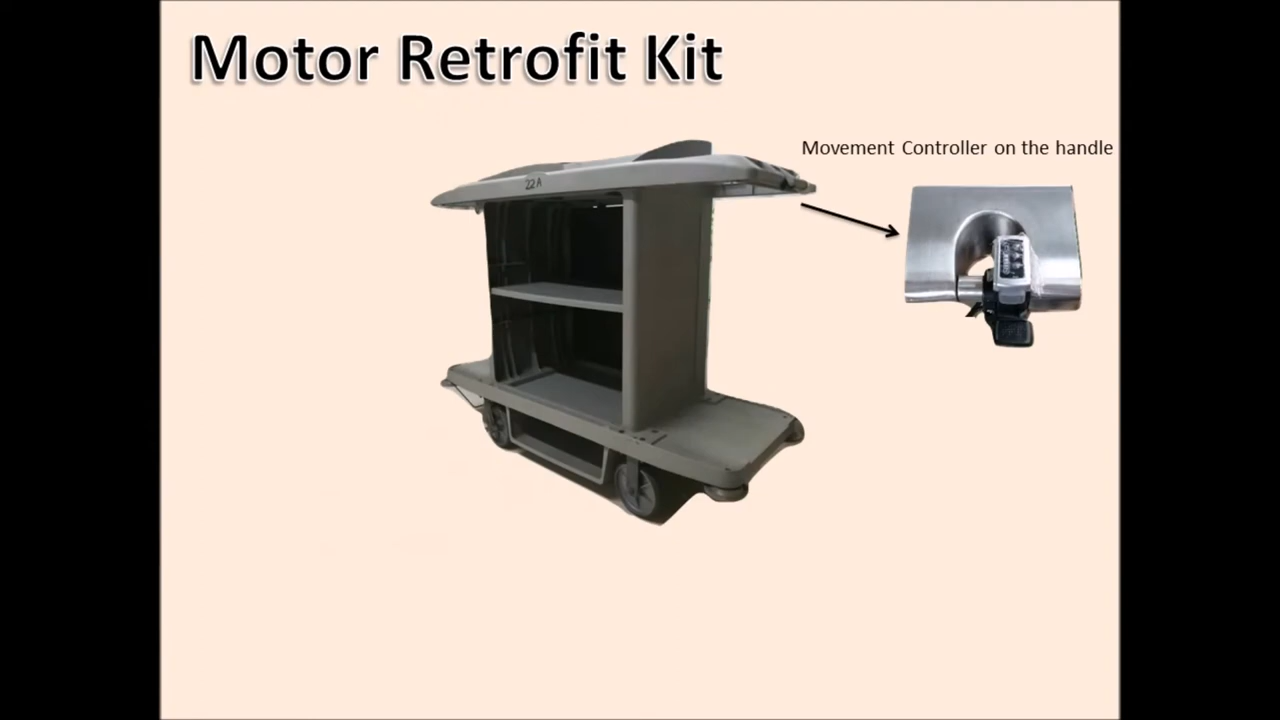 Motor Retrofit Kit
Movement Controller on the handle
22A